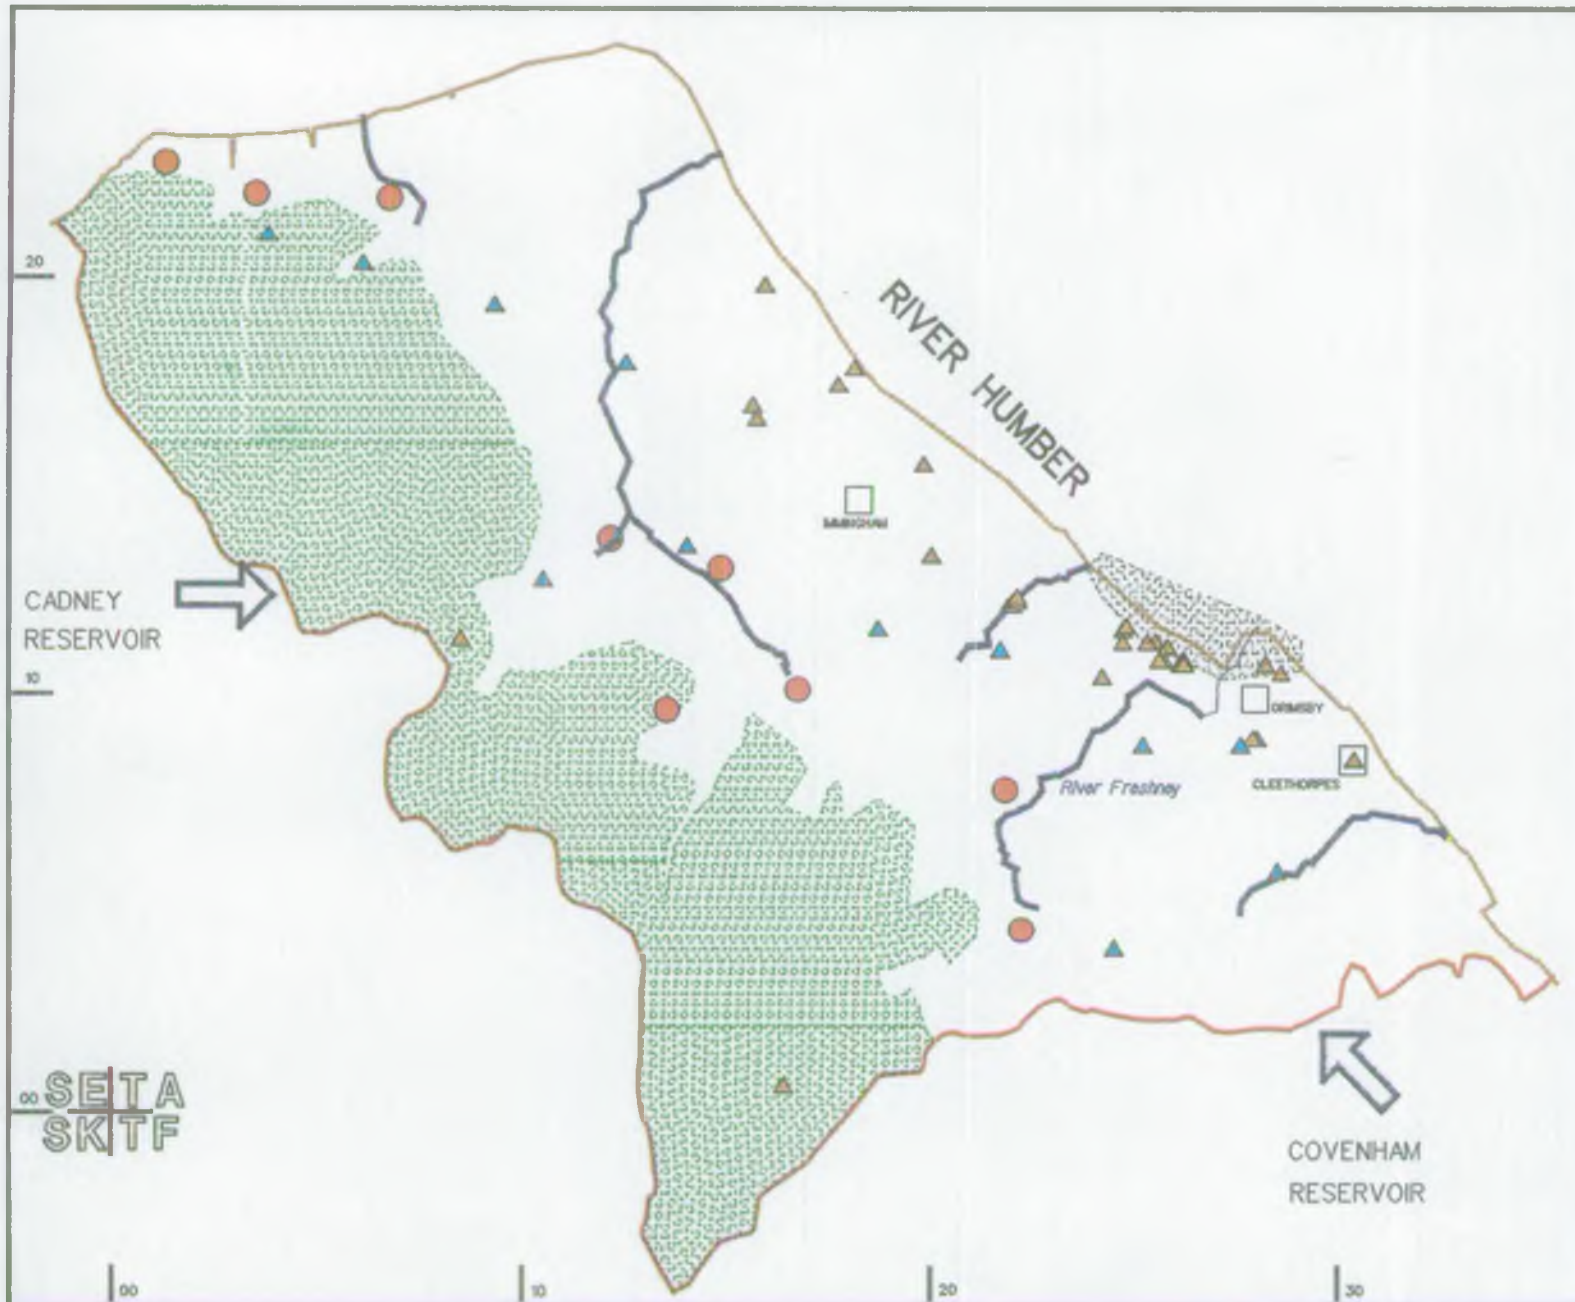 20
RIVER HUMBER
IMMINGHAM
CADNEY
RESERVOIR
10
GRIMSBY
River Freshney
CLEETHORPES
00
SE TA
SK TF
COVENHAM
RESERVOIR
00
10
20
30